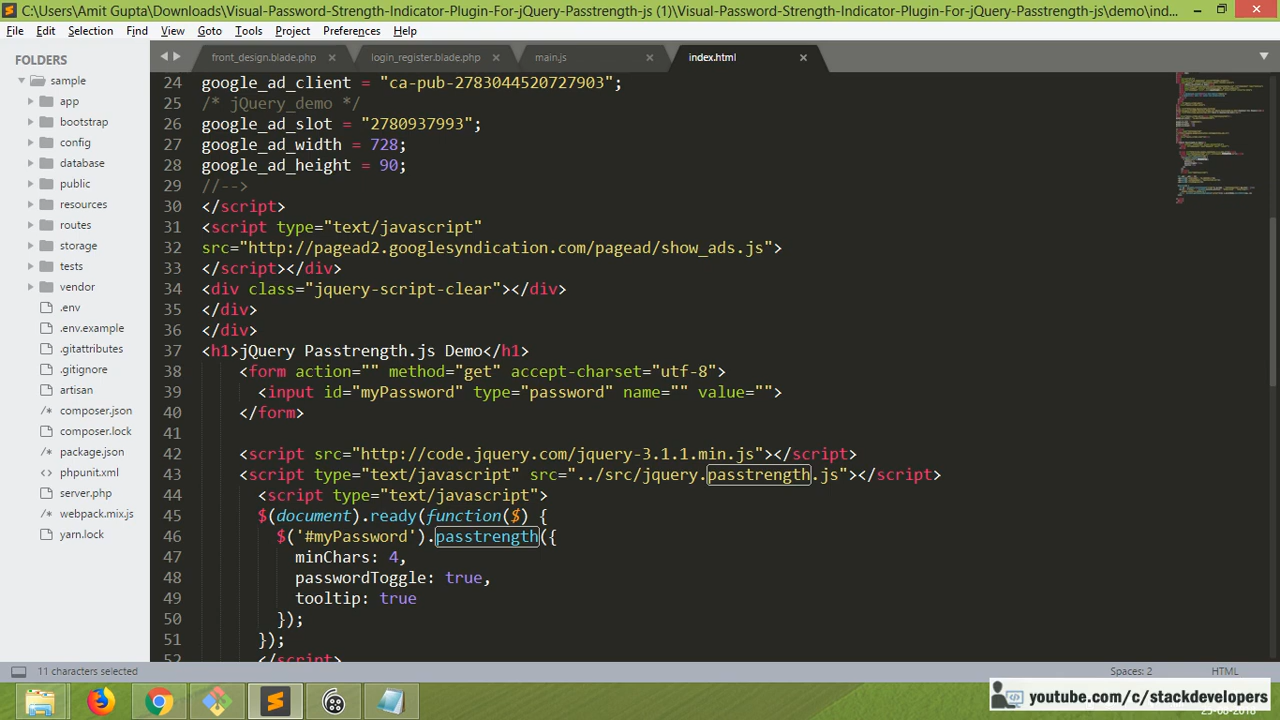 C:\Users\Amit Gupta\Downloads\Visual-Password-Strength-Indicator-Plugin-For-jQuery-Passtrength-js (1)\Visual-Password-Strength-Indicator-Plugin-For-jQuery-Passtrength-js\demo\ind...
File Edit Selection Find View Goto Tools Project Preferences Help
FOLDERS
sample
app
bootstrap
config
database
public
resources
routes
storage
tests
vendor
.env
.env.example
.gitattributes
.gitignore
artisan
composer.json
composer.lock
package.json
phpunit.xml
server.php
webpack.mix.js
yarn.lock
front_design.blade.php login_register.blade.php main.js index.html
24 google_ad_client = "ca-pub-2783044520727903";
25 /* jQuery_demo */
26 google_ad_slot = "2780937993";
27 google_ad_width = 728;
28 google_ad_height = 90;
29 //-->
30 </script>
31 <script type="text/javascript"
32 src="http://pagead2.googlesyndication.com/pagead/show_ads.js">
33 </script></div>
34 <div class="jquery-script-clear"></div>
35 </div>
36 </div>
37 <h1>jQuery Passtrength.js Demo</h1>
38 <form action="" method="get" accept-charset="utf-8">
39 <input id="myPassword" type="password" name="" value="">
40 </form>
41
42 <script src="http://code.jquery.com/jquery-3.1.1.min.js"></script>
43 <script type="text/javascript" src="../src/jquery.passtrength.js"></script>
44 <script type="text/javascript">
45 $(document).ready(function($) {
46 $('#myPassword').passtrength({
47 minChars: 4,
48 passwordToggle: true,
49 tooltip: true
50 });
51 });
52 </script>
11 characters selected Spaces: 2 HTML
youtube.com/c/stackdevelopers